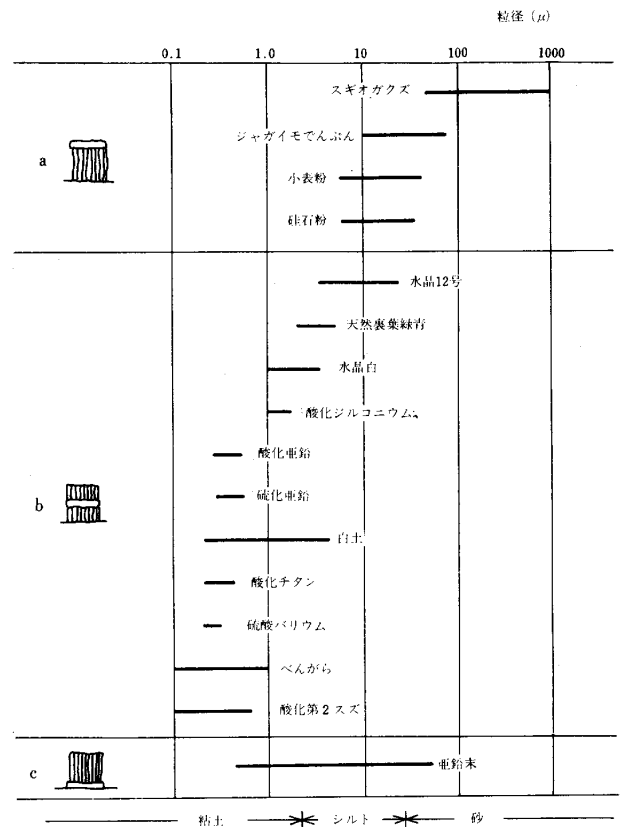 粒径 (μ)
0.1 1.0 10 100 1000
スギオガクズ
ジャガイモでんぷん
a
小表粉
硅石粉
水晶12号
天然裏葉緑青
水晶白
酸化ジルコニウム
酸化亜鉛
硫化亜鉛
b
白土
酸化チタン
硫酸バリウム
べんがら
酸化第2スズ
c
亜鉛末
粘土 シルト 砂